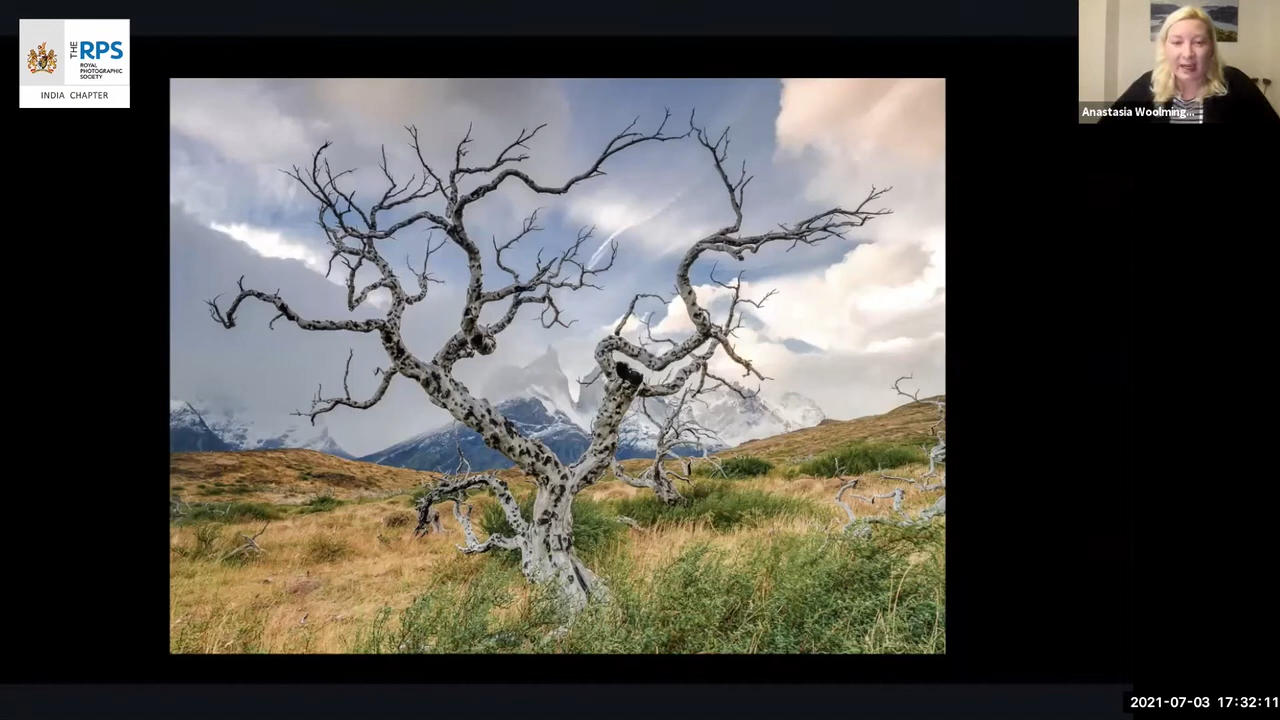 THE RPS
ROYAL
PHOTOGRAPHIC
SOCIETY
INDIA CHAPTER
Anastasia Woolming...
2021-07-03 17:32:11